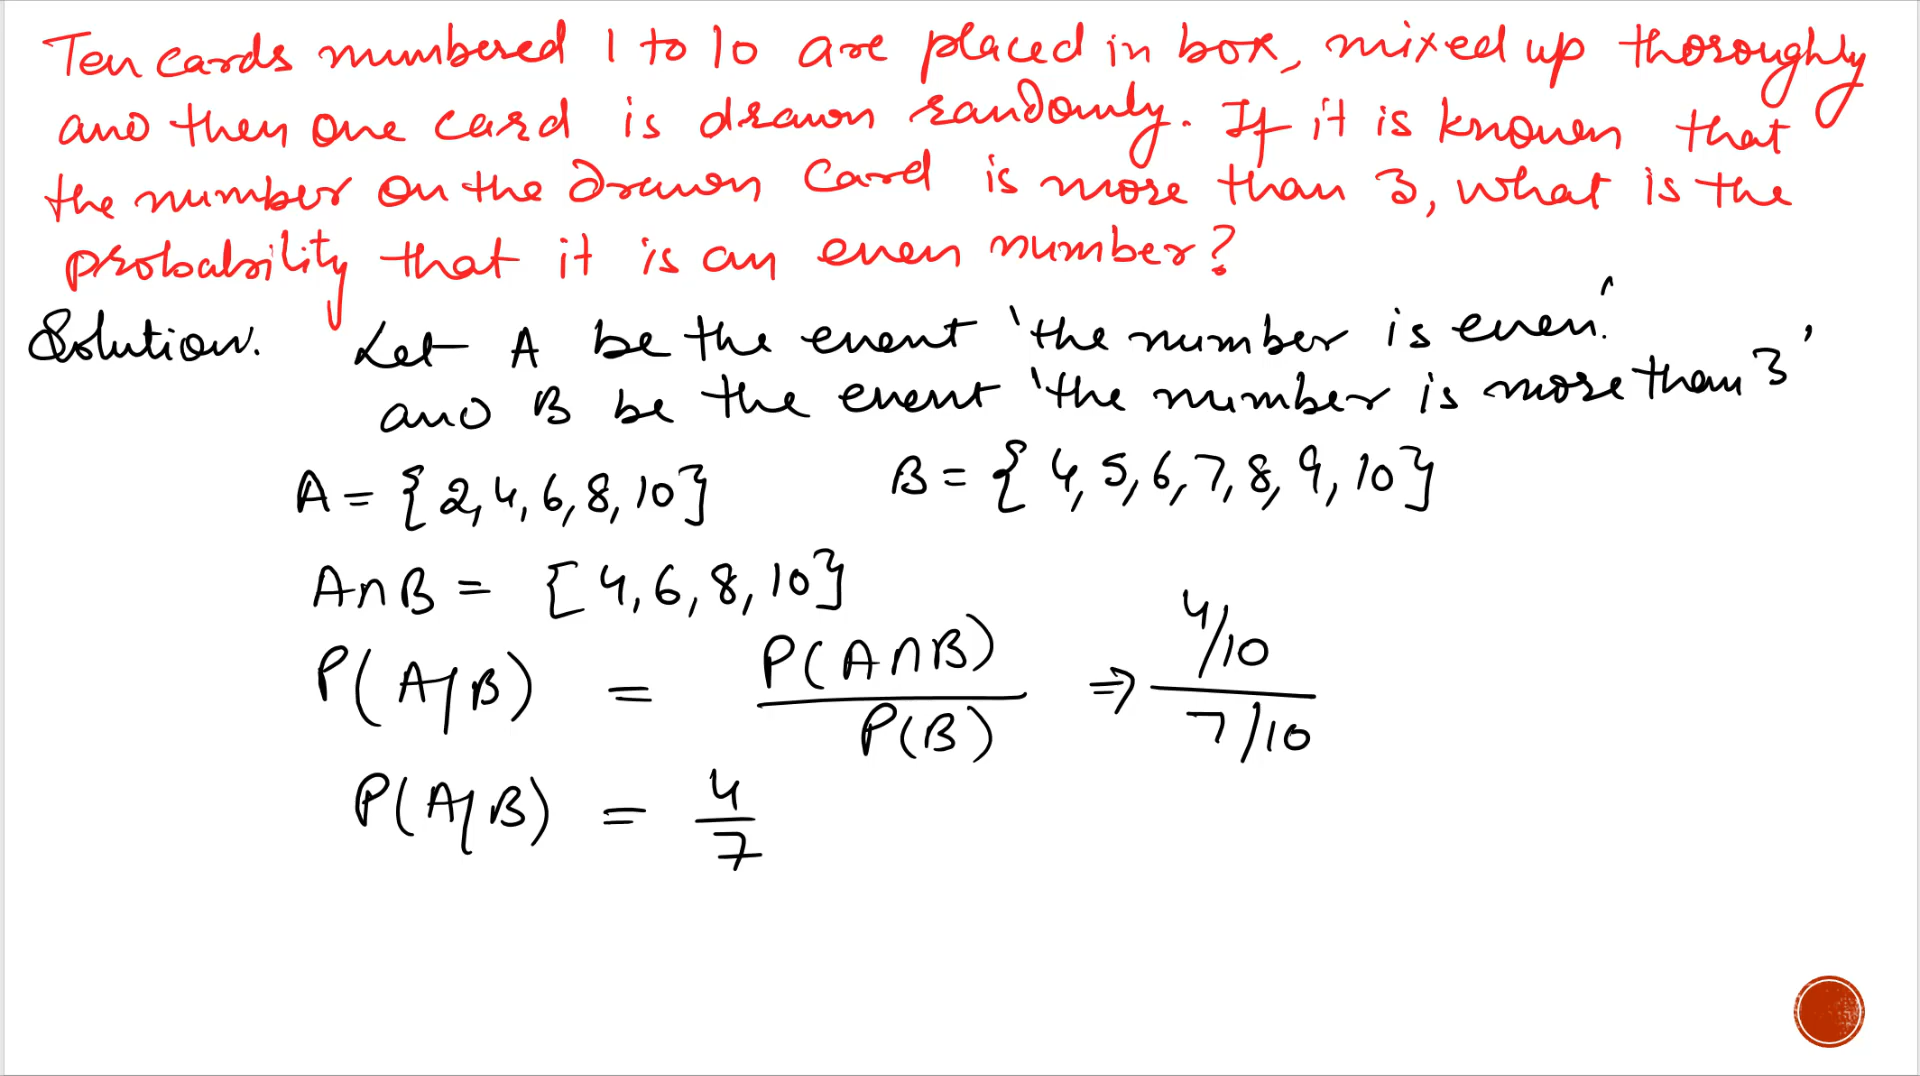 Ten cards numbered 1 to 10 are placed in box, mixed up thoroughly
and then one card is drawn randomly. If it is known that
the number on the drawn card is more than 3, what is the
probability that it is an even number?
Solution. Let A be the event 'the number is even.'
and B be the event 'the number is more than 3'
A = {2,4,6,8,10} B = {4,5,6,7,8,9,10}
A∩B = [4,6,8,10}
P(A/B) = P(A∩B)/P(B) ⇒ (4/10)/(7/10)
P(A/B) = 4/7